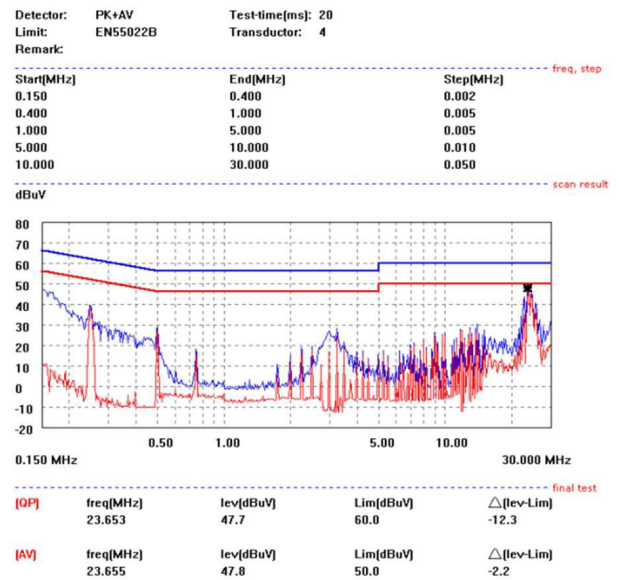 Detector: PK+AV Test-time(ms): 20
Limit: EN55022B Transductor: 4
Remark:
freq, step
Start(MHz) End(MHz) Step(MHz)
0.150 0.400 0.002
0.400 1.000 0.005
1.000 5.000 0.005
5.000 10.000 0.010
10.000 30.000 0.050
scan result
dBuV
80
70
60
50
40
30
20
10
0
-10
-20
0.50 1.00 5.00 10.00
0.150 MHz 30.000 MHz
final test
(QP) freq(MHz) lev(dBuV) Lim(dBuV) △(lev-Lim)
23.653 47.7 60.0 -12.3
(AV) freq(MHz) lev(dBuV) Lim(dBuV) △(lev-Lim)
23.655 47.8 50.0 -2.2